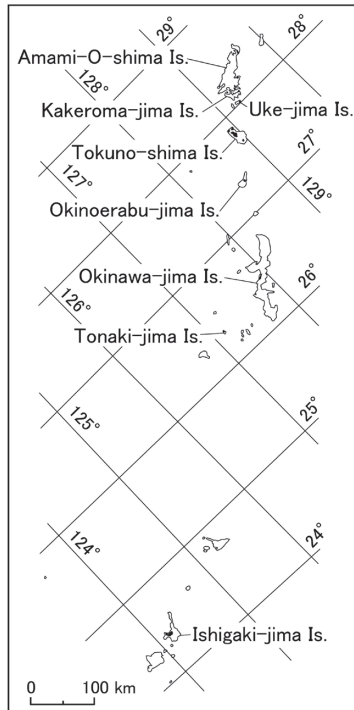 29°
28°
Amami-O-shima Is.
128°
Kakeroma-jima Is.
Uke-jima Is.
27°
Tokuno-shima Is.
127°
129°
Okinoerabu-jima Is.
26°
Okinawa-jima Is.
126°
Tonaki-jima Is.
125°
25°
124°
24°
Ishigaki-jima Is.
0 100 km